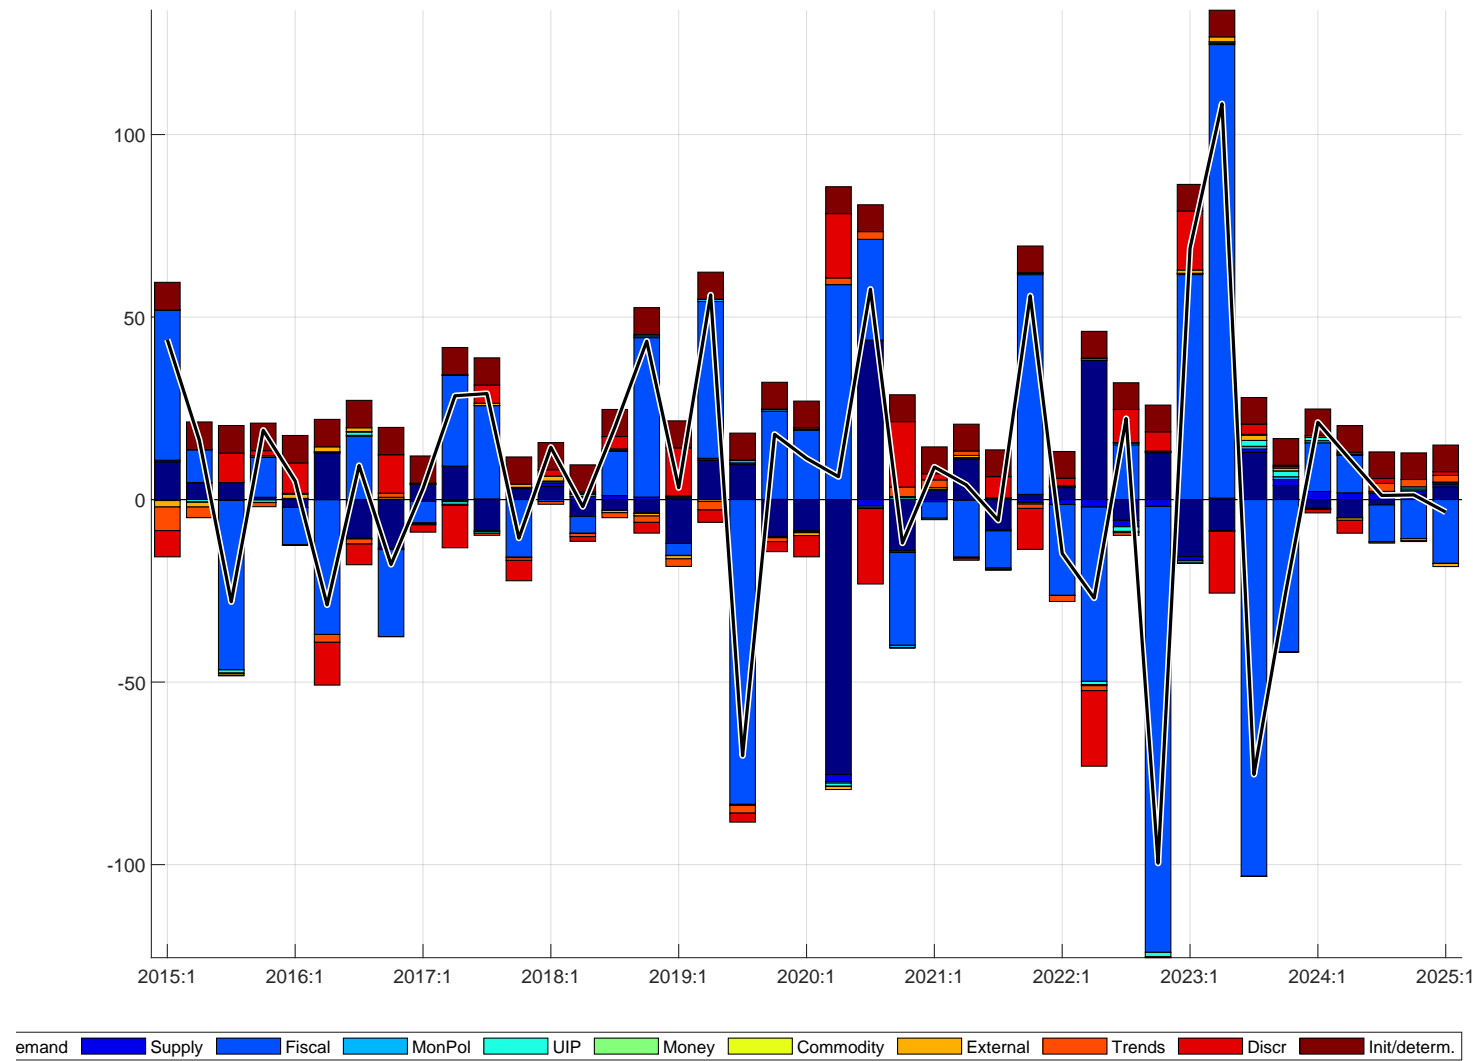 100
50
0
-50
-100
2015:1 2016:1 2017:1 2018:1 2019:1 2020:1 2021:1 2022:1 2023:1 2024:1 2025:1
emand Supply Fiscal MonPol UIP Money Commodity External Trends Discr Init/determ.